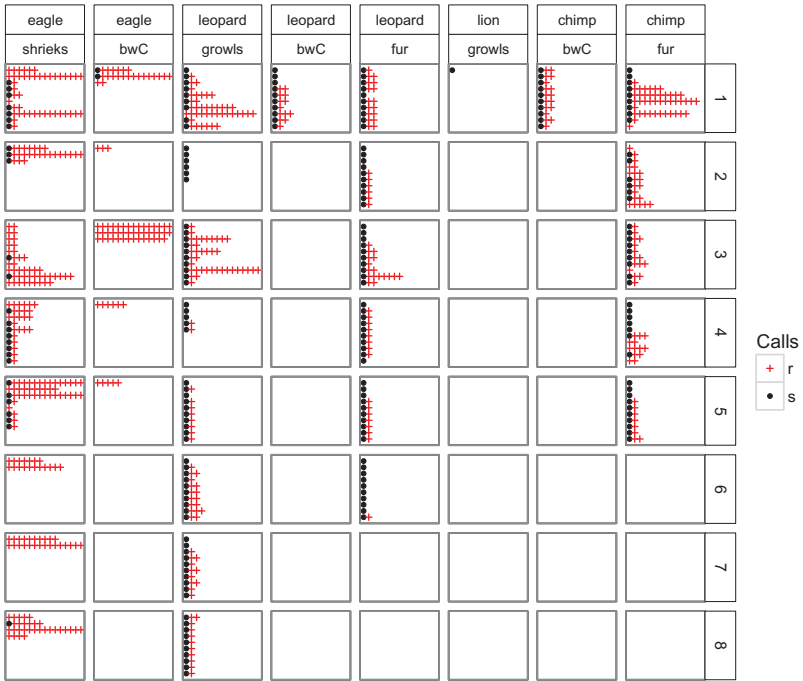 eagle eagle leopard leopard leopard lion chimp chimp
shrieks bwC growls bwC fur growls bwC fur
1
2
3
4
Calls
r
s
5
6
7
8